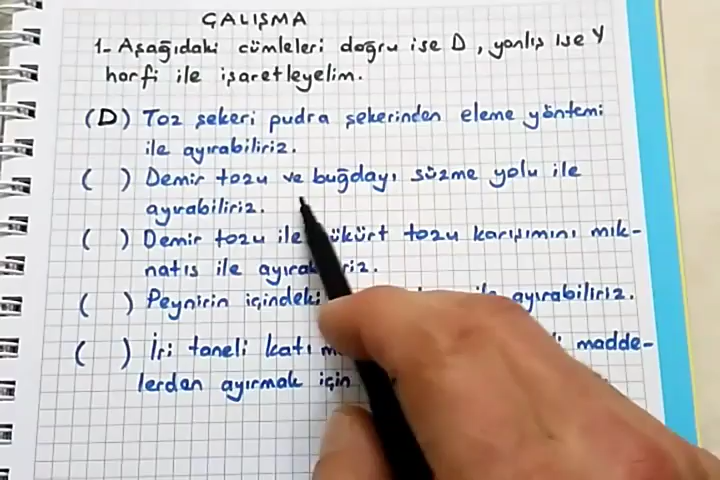 ÇALIŞMA
1- Aşağıdaki cümleleri doğru ise D, yanlış ise Y
harfi ile işaretleyelim.
(D) Toz şekeri pudra şekerinden eleme yöntemi
ile ayırabiliriz.
( ) Demir tozu ve buğdayı süzme yolu ile
ayırabiliriz.
( ) Demir tozu ile kükürt tozu karışımını mık-
natıs ile
( ) Peynirin içindeki ayırabiliriz.
( ) İri taneli katı madde-
lerden ayırmak için